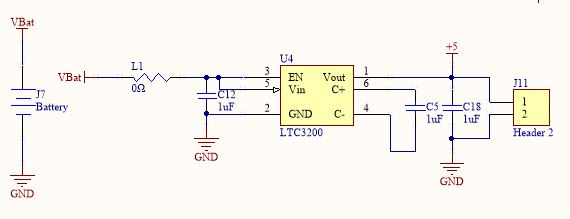 VBat
J7
Battery
GND
VBat
L1
0Ω
C12
1uF
GND
U4
3 EN Vout 1
5 Vin C+ 6
2 GND C- 4
LTC3200
C5
1uF
+5
C18
1uF
GND
J11
1
2
Header 2